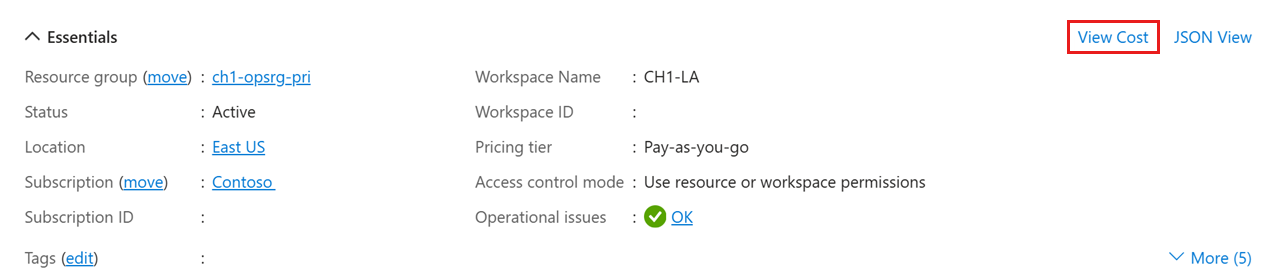 Essentials View Cost JSON View
Resource group (move) : ch1-opsrg-pri Workspace Name : CH1-LA
Status : Active Workspace ID :
Location : East US Pricing tier : Pay-as-you-go
Subscription (move) : Contoso Access control mode : Use resource or workspace permissions
Subscription ID : Operational issues : OK
Tags (edit) : More (5)